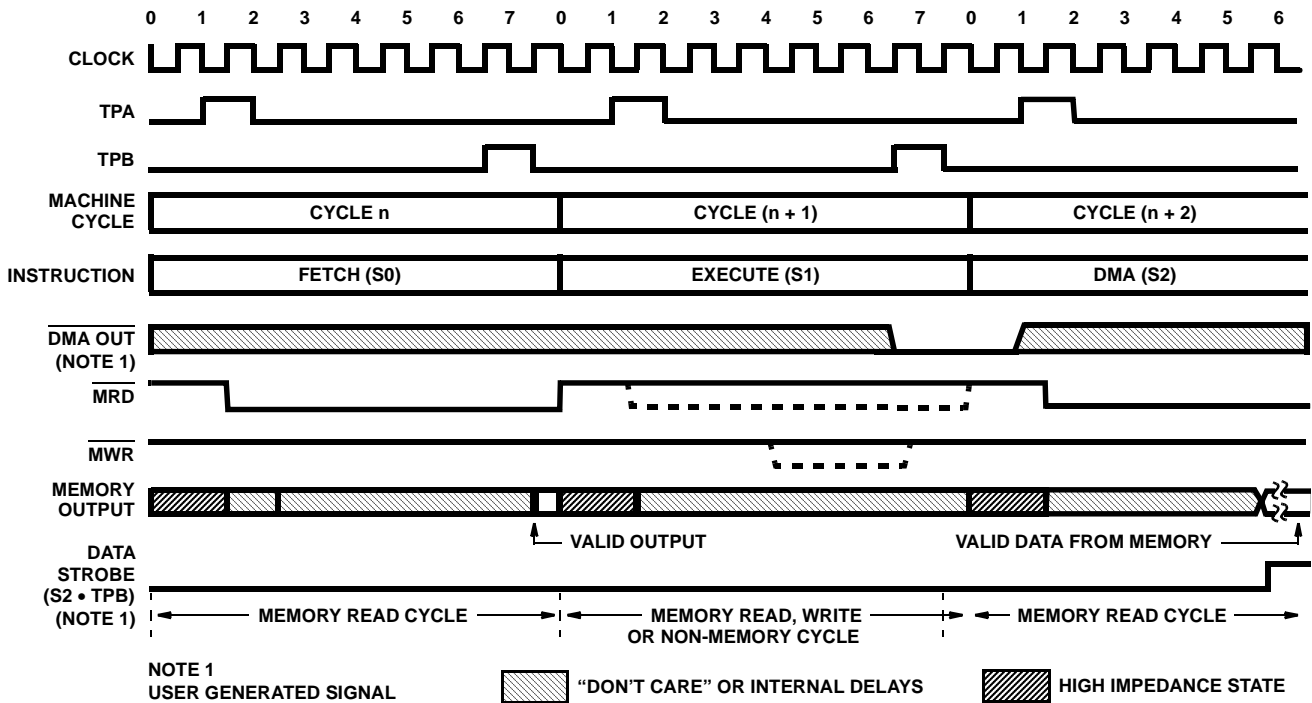 0 1 2 3 4 5 6 7 0 1 2 3 4 5 6 7 0 1 2 3 4 5 6
CLOCK
TPA
TPB
MACHINE
CYCLE
CYCLE n
CYCLE (n + 1)
CYCLE (n + 2)
INSTRUCTION
FETCH (S0)
EXECUTE (S1)
DMA (S2)
DMA OUT
(NOTE 1)
MRD
MWR
MEMORY
OUTPUT
VALID OUTPUT
VALID DATA FROM MEMORY
DATA
STROBE
(S2 • TPB)
(NOTE 1)
MEMORY READ CYCLE
MEMORY READ, WRITE
OR NON-MEMORY CYCLE
MEMORY READ CYCLE
NOTE 1
USER GENERATED SIGNAL
“DON'T CARE” OR INTERNAL DELAYS
HIGH IMPEDANCE STATE